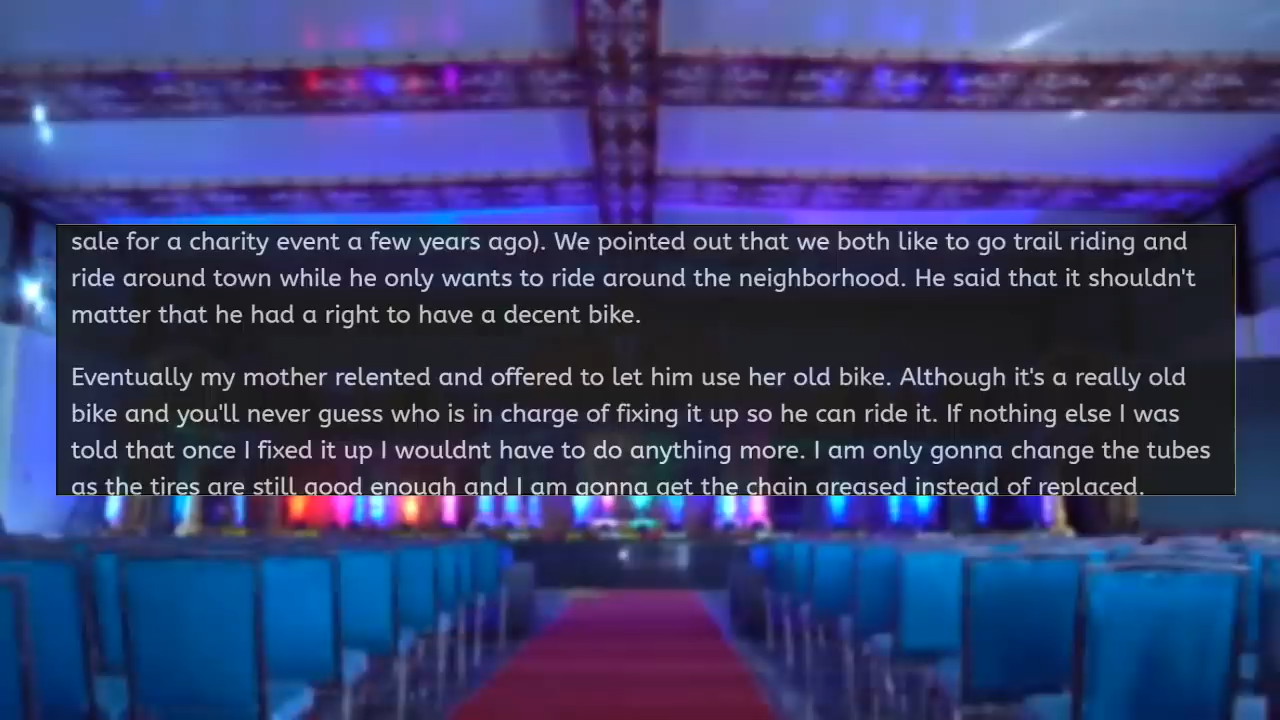 sale for a charity event a few years ago). We pointed out that we both like to go trail riding and
ride around town while he only wants to ride around the neighborhood. He said that it shouldn't
matter that he had a right to have a decent bike.
Eventually my mother relented and offered to let him use her old bike. Although it's a really old
bike and you'll never guess who is in charge of fixing it up so he can ride it. If nothing else I was
told that once I fixed it up I wouldnt have to do anything more. I am only gonna change the tubes
as the tires are still good enough and I am gonna get the chain greased instead of replaced.